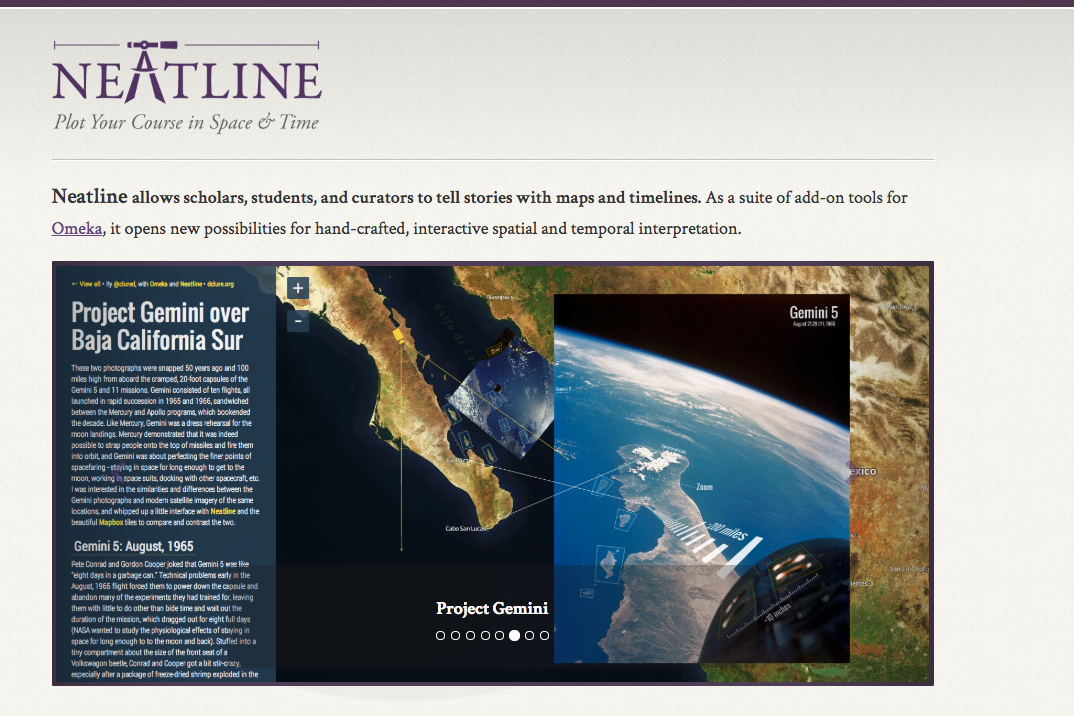 NEATLINE
Plot Your Course in Space & Time
Neatline allows scholars, students, and curators to tell stories with maps and timelines. As a suite of add-on tools for
Omeka, it opens new possibilities for hand-crafted, interactive spatial and temporal interpretation.
← View all • By @clured, with Omeka and Neatline • dclure.org
Project Gemini over
Baja California Sur
These two photographs were snapped 50 years ago and 100
miles high from aboard the cramped, 20-foot capsules of the
Gemini 5 and 11 missions. Gemini consisted of ten flights, all
launched in rapid succession in 1965 and 1966, sandwiched
between the Mercury and Apollo programs, which bookended
the decade. Like Mercury, Gemini was a dress rehearsal for the
moon landings. Mercury demonstrated that it was indeed
possible to strap people onto the top of missiles and fire them
into orbit, and Gemini was about perfecting the finer points of
spacefaring - staying in space for long enough to get to the
moon, working in space suits, docking with other spacecraft, etc.
I was interested in the similarities and differences between the
Gemini photographs and modern satellite imagery of the same
locations, and whipped up a little interface with Neatline and the
beautiful Mapbox tiles to compare and contrast the two.
Gemini 5: August, 1965
Pete Conrad and Gordon Cooper joked that Gemini 5 was like
"eight days in a garbage can." Technical problems early in the
August, 1965 flight forced them to power down the capsule and
abandon many of the experiments they had trained for, leaving
them with little to do other than bide time and wait out the
duration of the mission, which dragged out for eight full days
(NASA wanted to study the physiological effects of staying in
space for long enough to to the moon and back). Stuffed into a
tiny compartment about the size of the front seat of a
Volkswagon beetle, Conrad and Cooper got a bit stir-crazy,
especially after a package of freeze-dried shrimp exploded in the
+
-
Navojoa
Golfo de
Cabo San Lucas
Gemini 5
August 21-29 (?), 1965
Zoom
~200 miles
~10 inches
éxico
Project Gemini